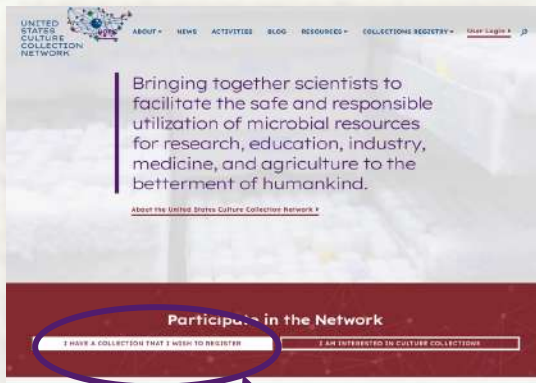 UNITED
STATES
CULTURE
COLLECTION
NETWORK
ABOUT NEWS ACTIVITIES BLOG RESOURCES COLLECTIONS REGISTRY User Login
Bringing together scientists to
facilitate the safe and responsible
utilization of microbial resources
for research, education, industry,
medicine, and agriculture to the
betterment of humankind.
About the United States Culture Collection Network
Participate in the Network
I HAVE A COLLECTION THAT I WISH TO REGISTER I AM INTERESTED IN CULTURE COLLECTIONS